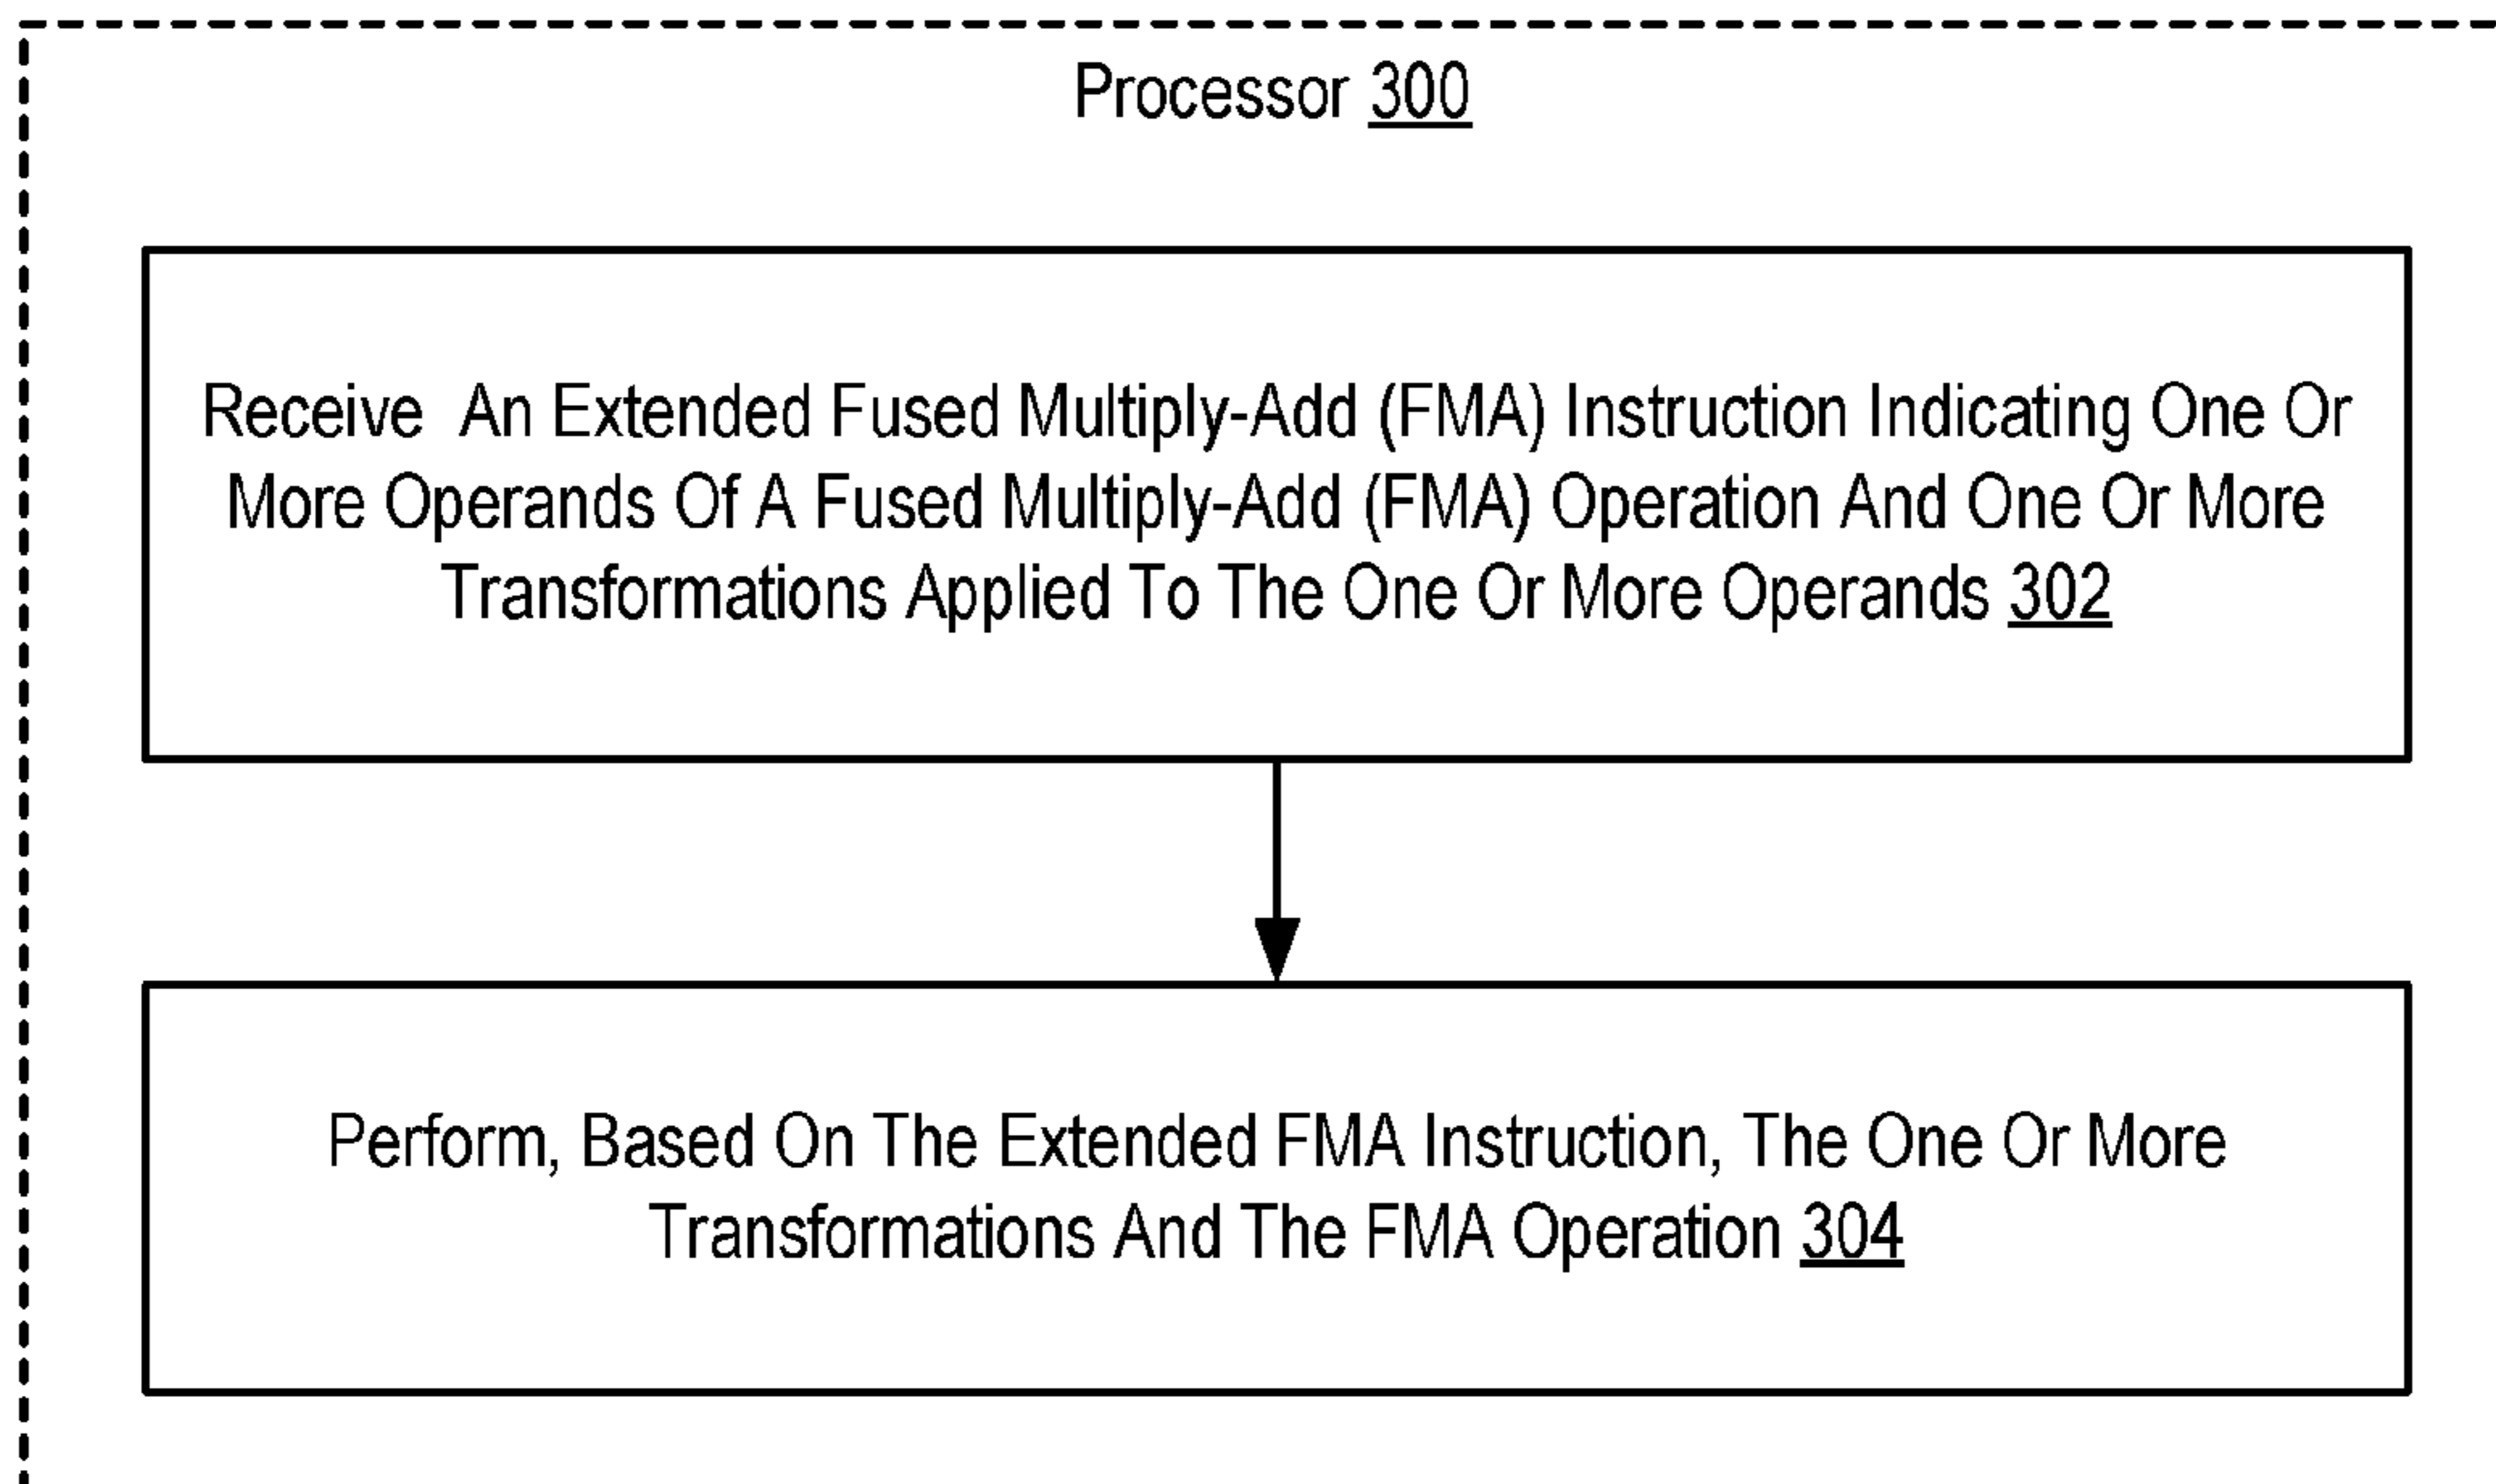 Processor 300
Receive An Extended Fused Multiply-Add (FMA) Instruction Indicating One Or
More Operands Of A Fused Multiply-Add (FMA) Operation And One Or More
Transformations Applied To The One Or More Operands 302
Perform, Based On The Extended FMA Instruction, The One Or More
Transformations And The FMA Operation 304